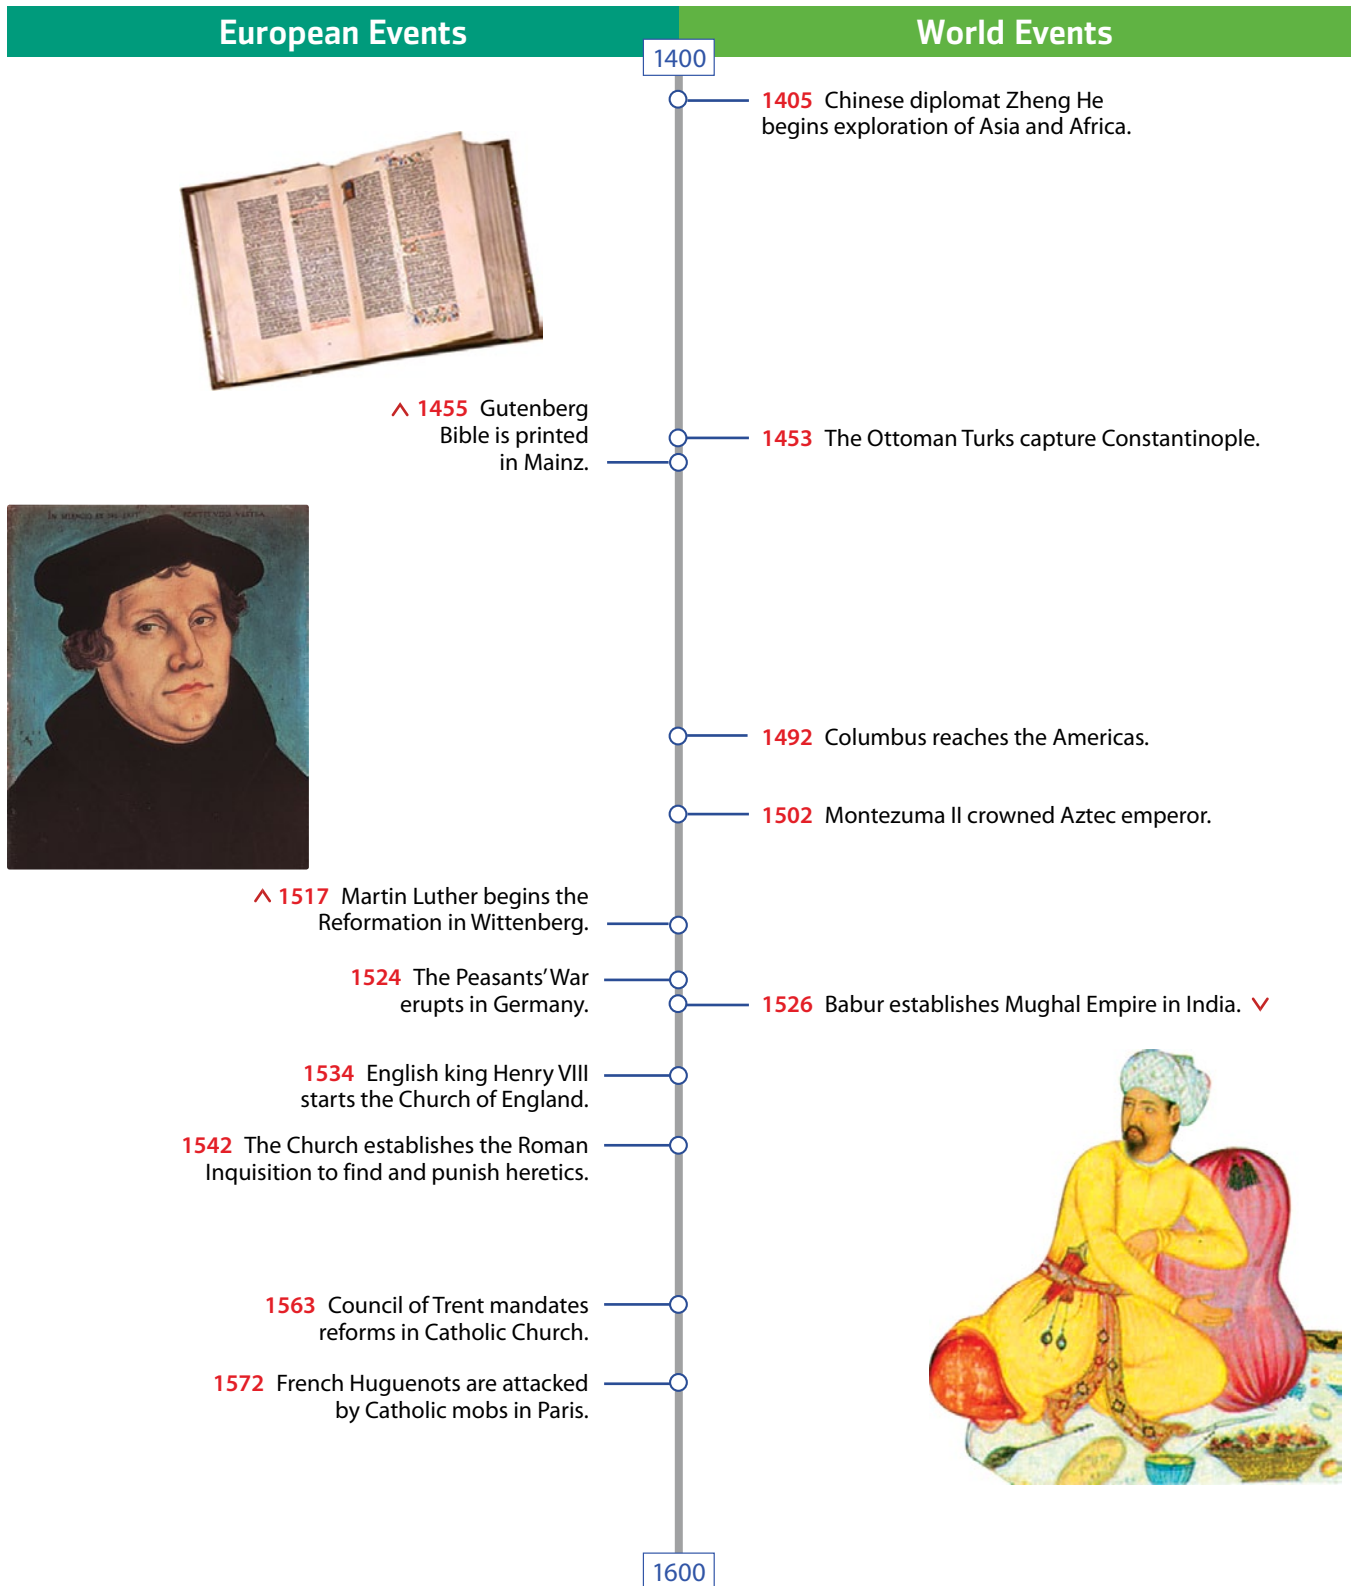 European Events
World Events
1400
1405 Chinese diplomat Zheng He
begins exploration of Asia and Africa.
1455 Gutenberg
Bible is printed
in Mainz.
1453 The Ottoman Turks capture Constantinople.
1492 Columbus reaches the Americas.
1502 Montezuma II crowned Aztec emperor.
1517 Martin Luther begins the
Reformation in Wittenberg.
1524 The Peasants' War
erupts in Germany.
1526 Babur establishes Mughal Empire in India.
1534 English king Henry VIII
starts the Church of England.
1542 The Church establishes the Roman
Inquisition to find and punish heretics.
1563 Council of Trent mandates
reforms in Catholic Church.
1572 French Huguenots are attacked
by Catholic mobs in Paris.
1600